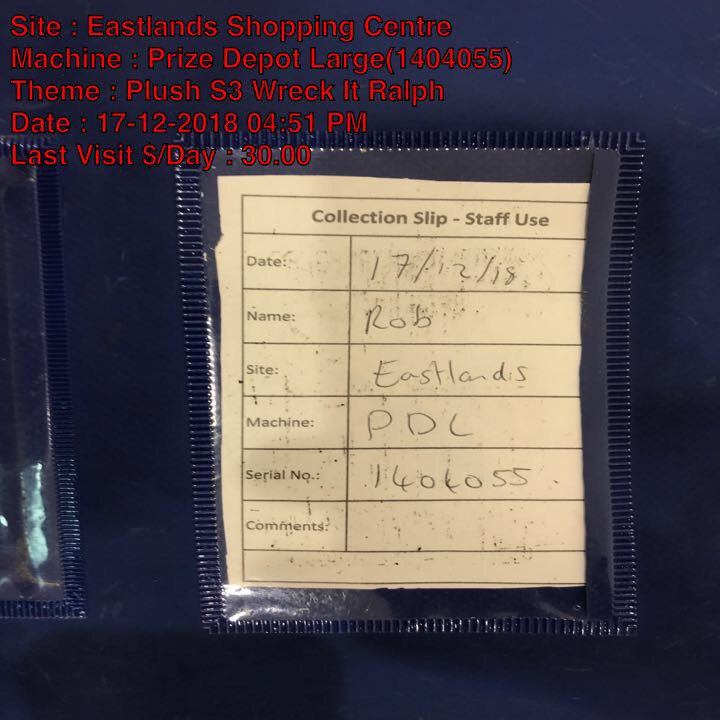 Site : Eastlands Shopping Centre
Machine : Prize Depot Large(1404055)
Theme : Plush S3 Wreck It Ralph
Date : 17-12-2018 04:51 PM
Last Visit $/Day : 30.00
Collection Slip - Staff Use
Date: 17/12/18
Name: Rob
Site: Eastlands
Machine: PDL
Serial No.: 1404055
Comments: